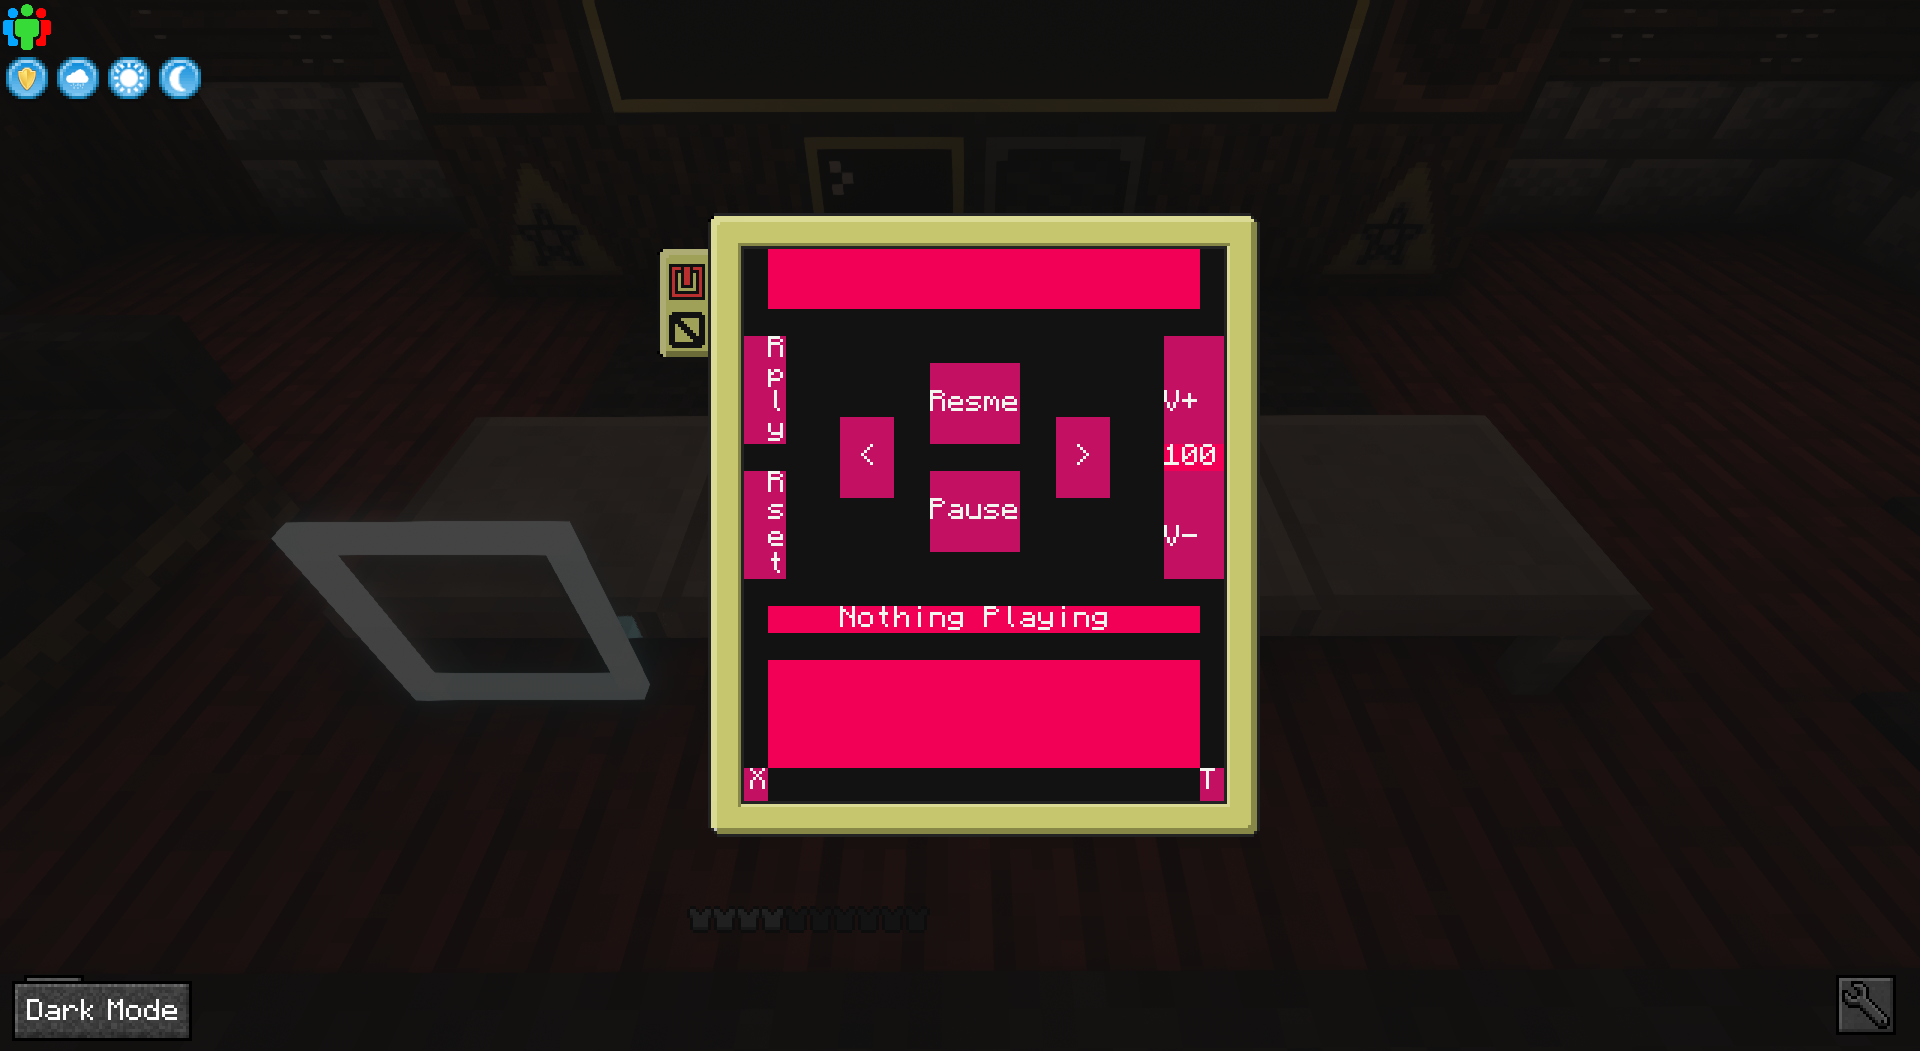 Rply
Resme
V+
<
>
100
Rset
Pause
V-
Nothing Playing
X
T
Dark Mode